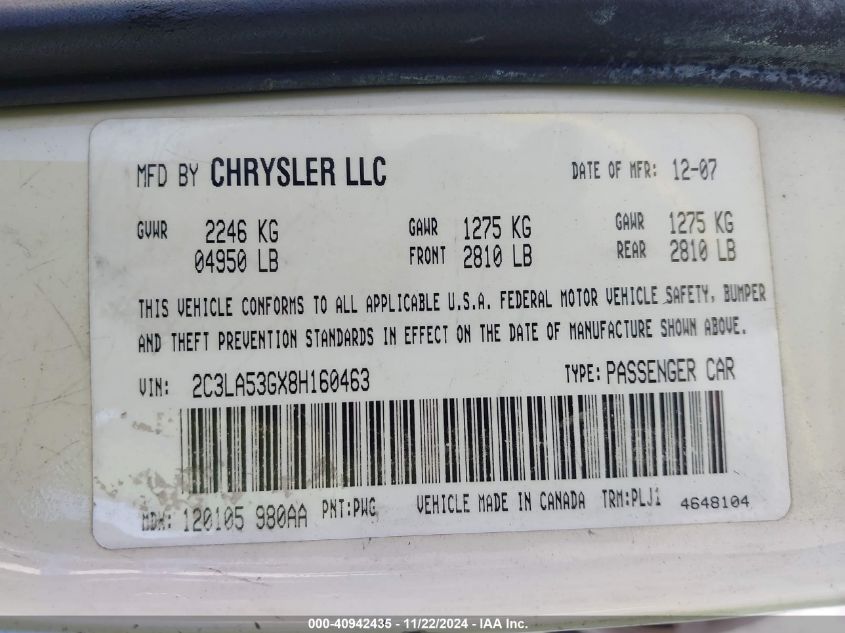 MFD BY CHRYSLER LLC DATE OF MFR: 12-07
GVWR 2246 KG GAWR 1275 KG GAWR 1275 KG
04950 LB FRONT 2810 LB REAR 2810 LB
THIS VEHICLE CONFORMS TO ALL APPLICABLE U.S.A. FEDERAL MOTOR VEHICLE SAFETY, BUMPER
AND THEFT PREVENTION STANDARDS IN EFFECT ON THE DATE OF MANUFACTURE SHOWN ABOVE.
VIN: 2C3LA53GX8H160463 TYPE: PASSENGER CAR
MDH: 120105 980AA PNT:PWG VEHICLE MADE IN CANADA TRM:PLJ1 4648104
000-40942435 - 11/22/2024 - IAA Inc.